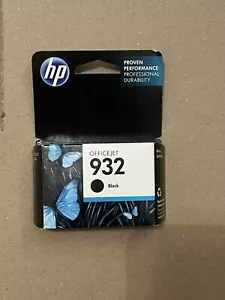 hp
PROVEN
PERFORMANCE
PROFESSIONAL
DURABILITY
OFFICEJET
932
Black